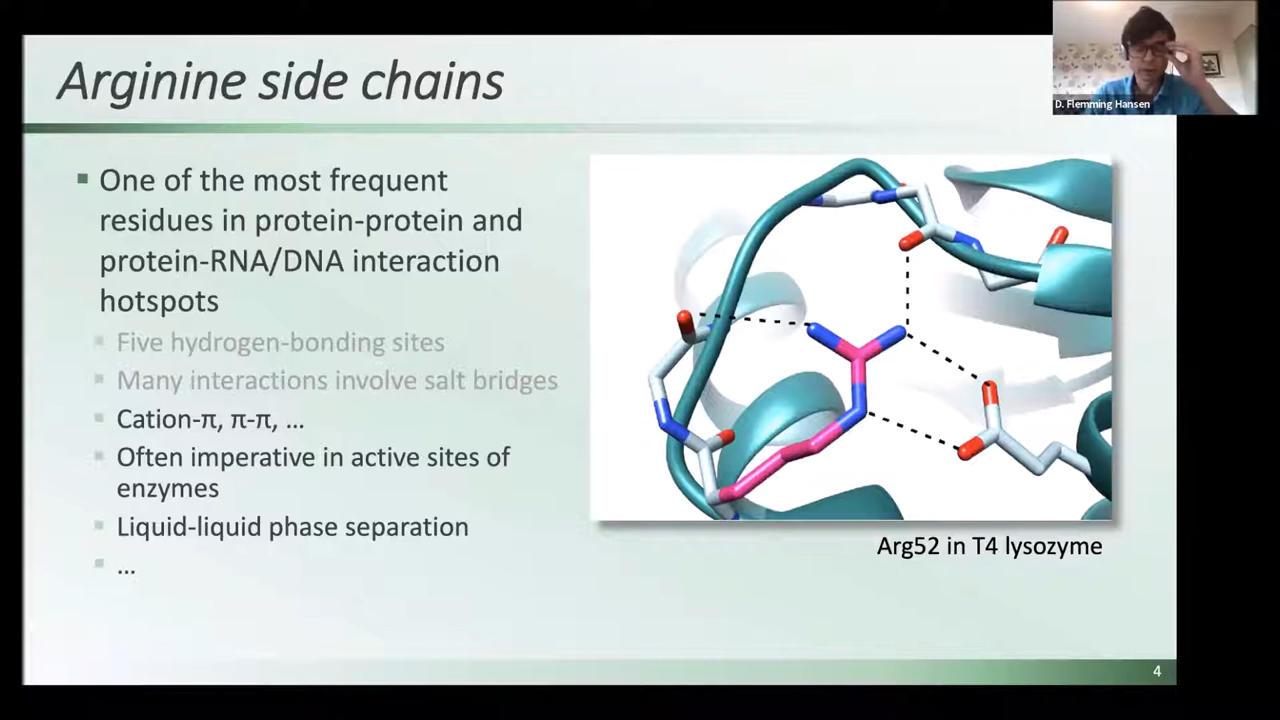 Arginine side chains
D. Flemming Hansen
One of the most frequent
residues in protein-protein and
protein-RNA/DNA interaction
hotspots
Five hydrogen-bonding sites
Many interactions involve salt bridges
Cation-π, π-π, ...
Often imperative in active sites of
enzymes
Liquid-liquid phase separation
...
Arg52 in T4 lysozyme
4